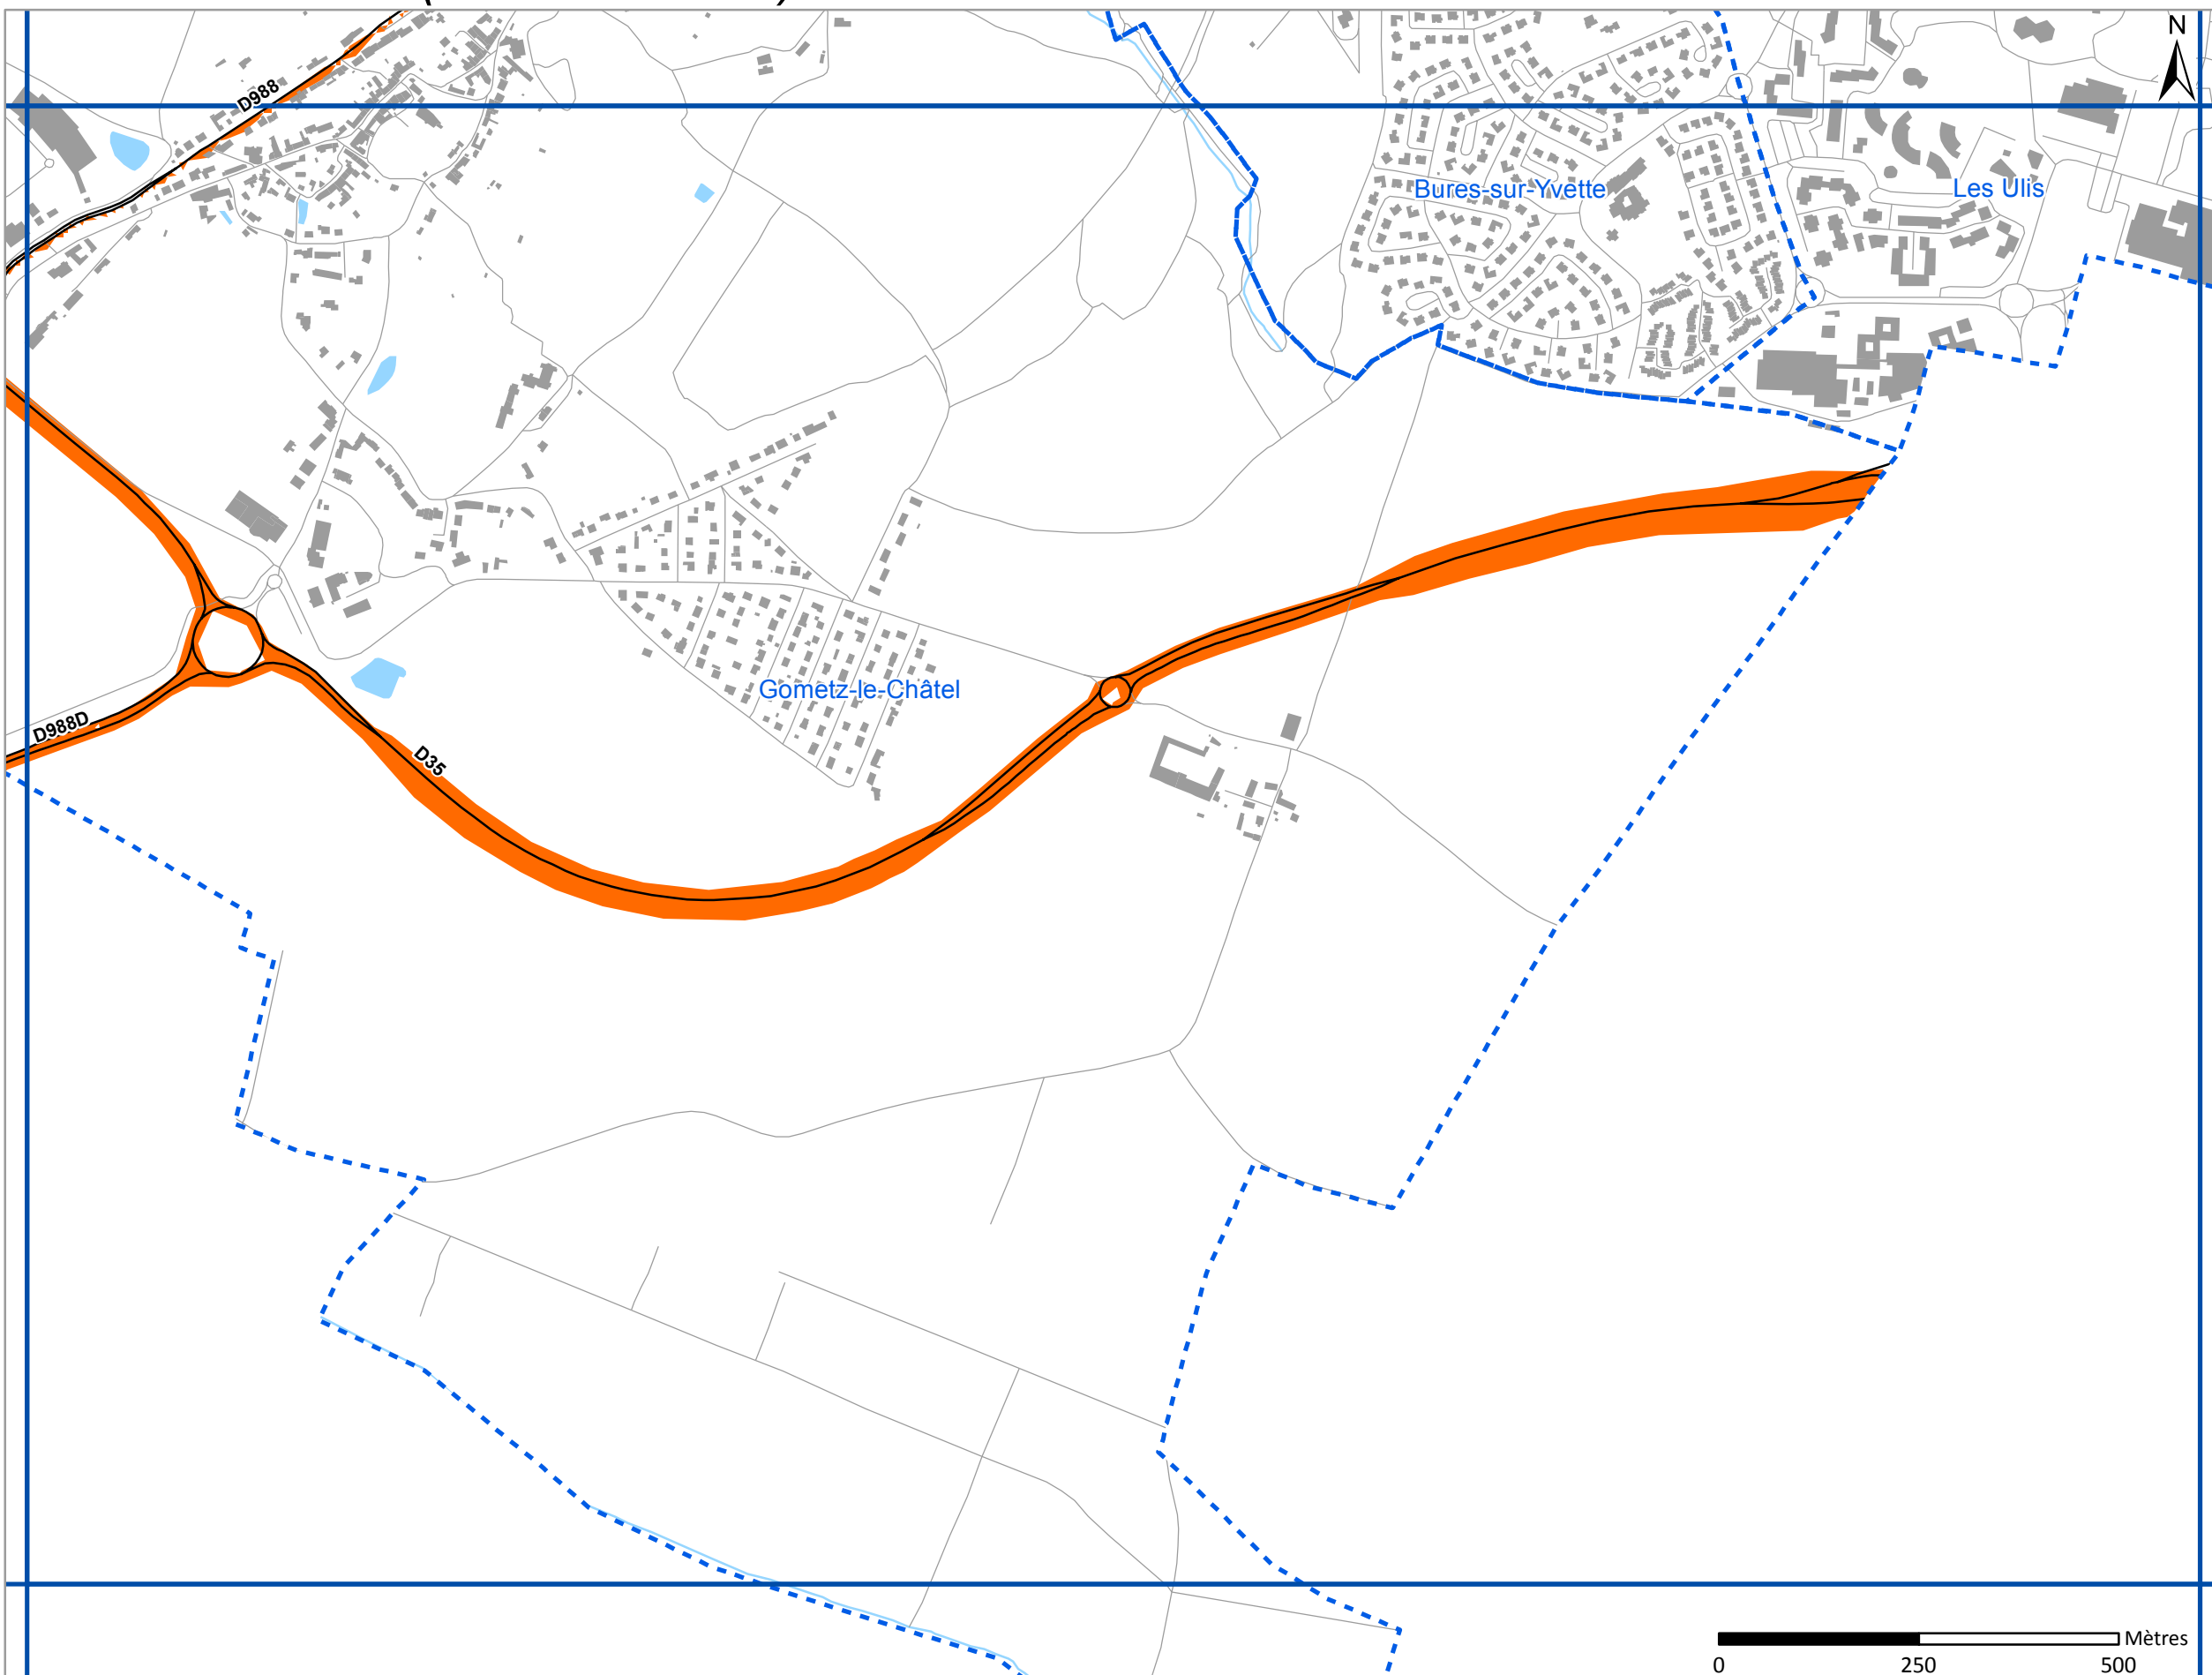 N
D988
Bures-sur-Yvette
Les Ulis
Gometz-le-Châtel
D988D
D35
Mètres
0 250 500